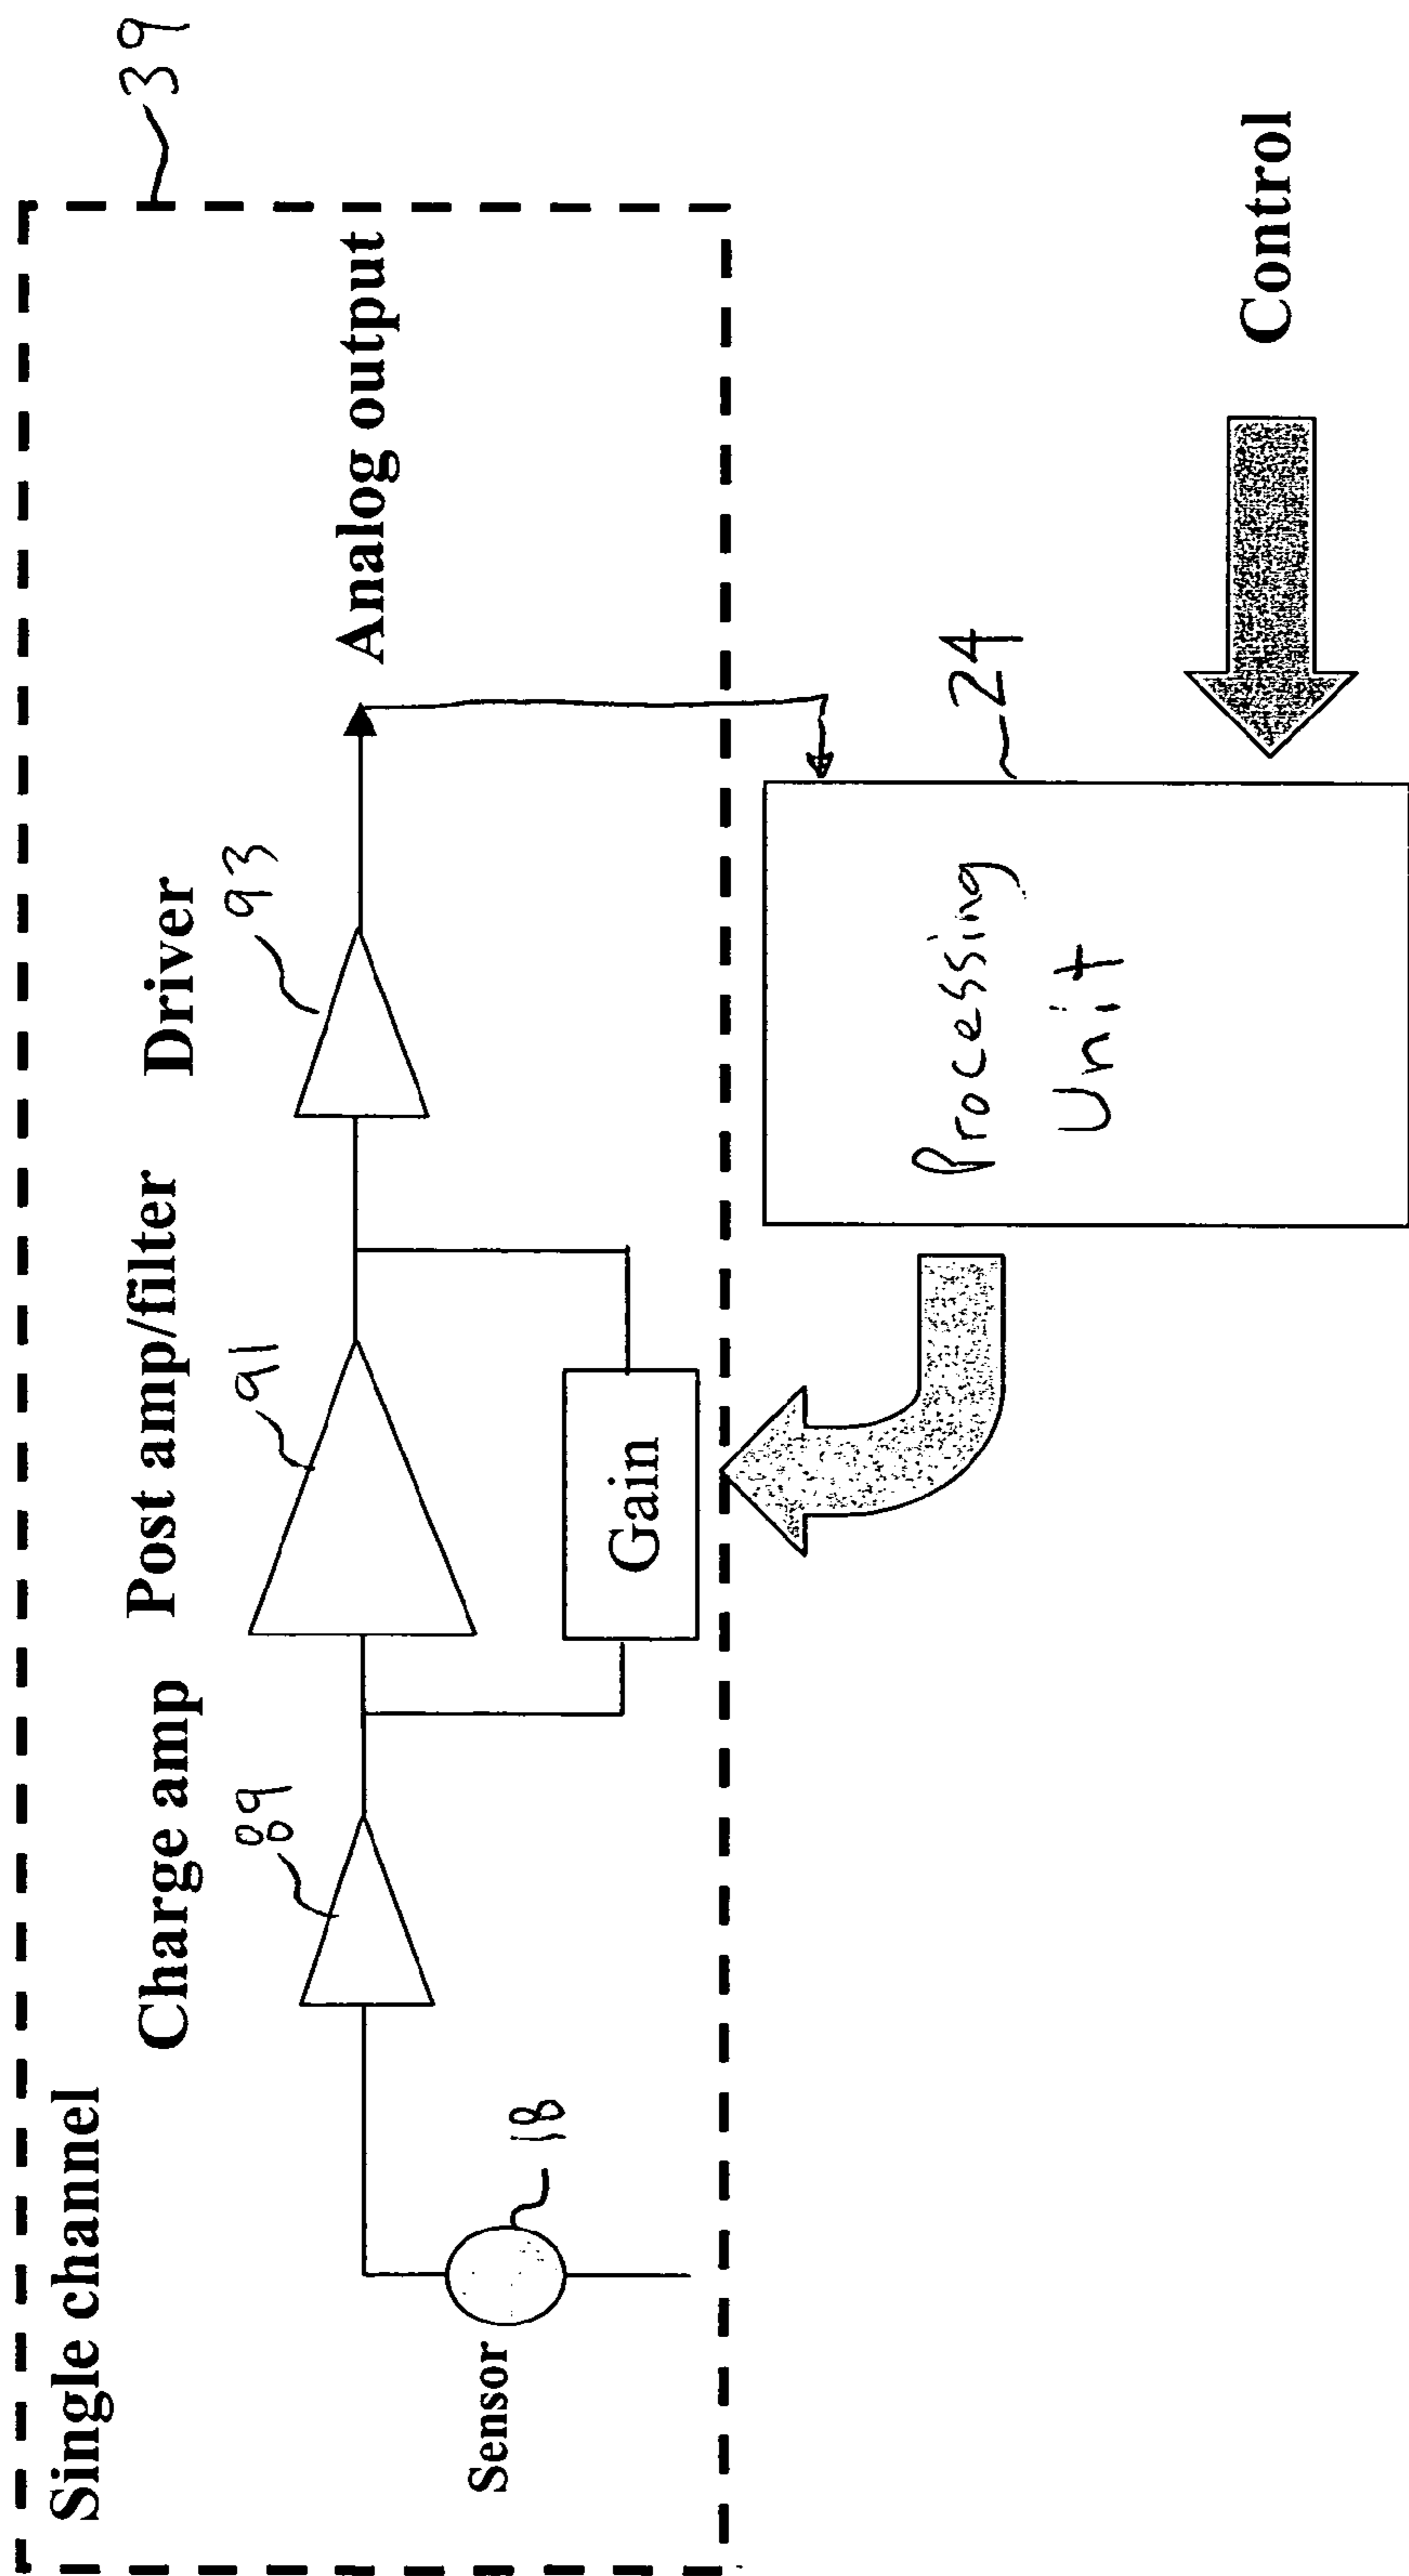 39
Single channel
Charge amp
Post amp/filter
Driver
89
91
93
Analog output
Sensor
18
Gain
24
Processing
Unit
Control